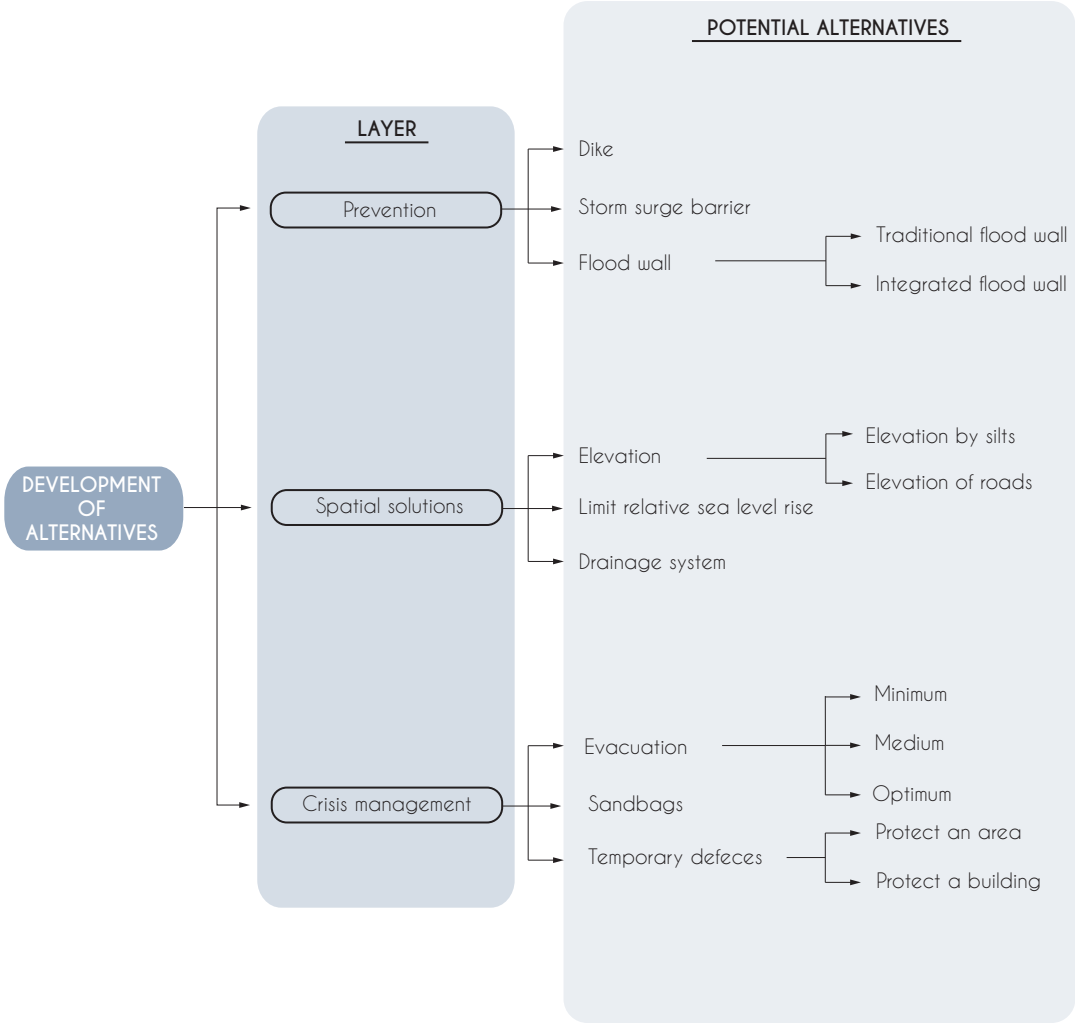 POTENTIAL ALTERNATIVES
LAYER
Dike
Prevention
Storm surge barrier
Flood wall
Traditional flood wall
Integrated flood wall
DEVELOPMENT
OF
ALTERNATIVES
Spatial solutions
Elevation
Elevation by silts
Elevation of roads
Limit relative sea level rise
Drainage system
Crisis management
Evacuation
Minimum
Medium
Optimum
Sandbags
Temporary defeces
Protect an area
Protect a building